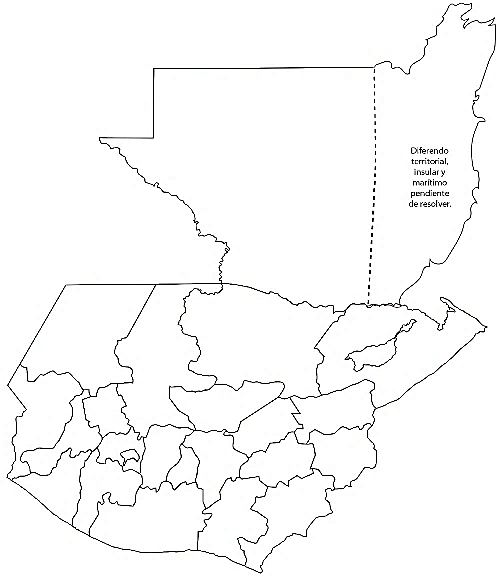 Diferendo
territorial,
insular y
marítimo
pendiente
de resolver.